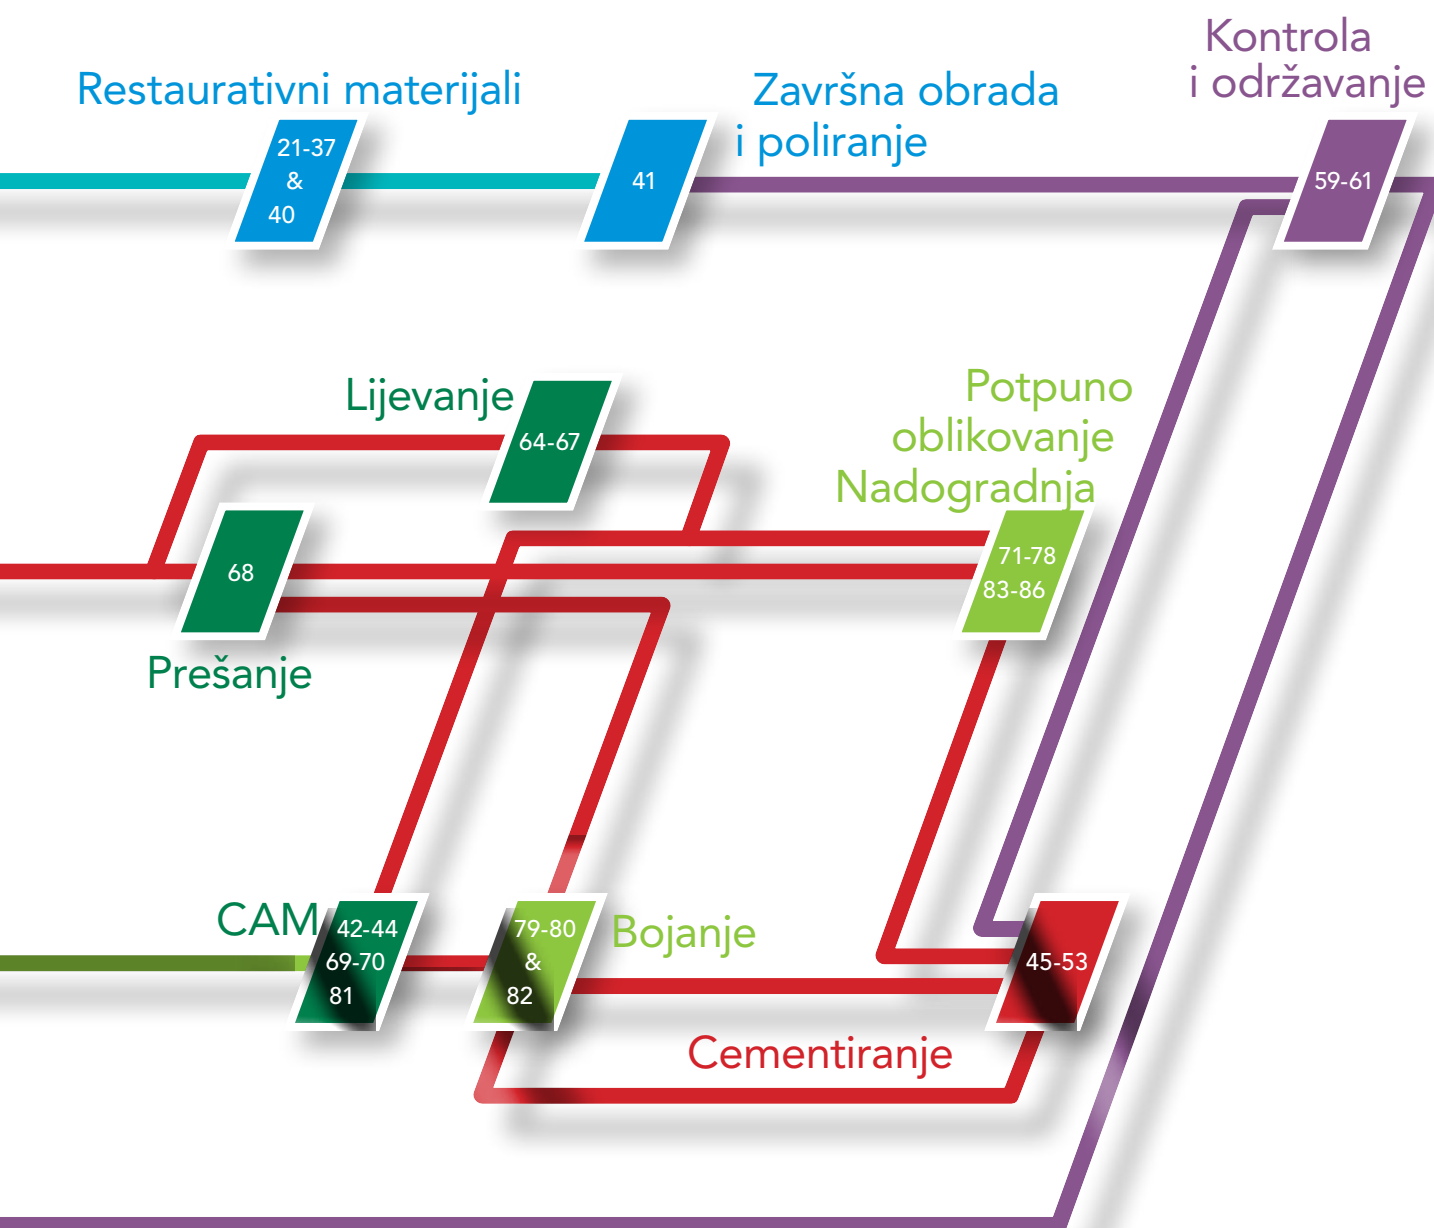 Kontrola
i održavanje
Restaurativni materijali
Završna obrada
i poliranje
21-37
&
40
41
59-61
Lijevanje
64-67
Potpuno
oblikovanje
Nadogradnja
68
71-78
83-86
Prešanje
CAM
42-44
69-70
81
79-80
&
82
Bojanje
45-53
Cementiranje